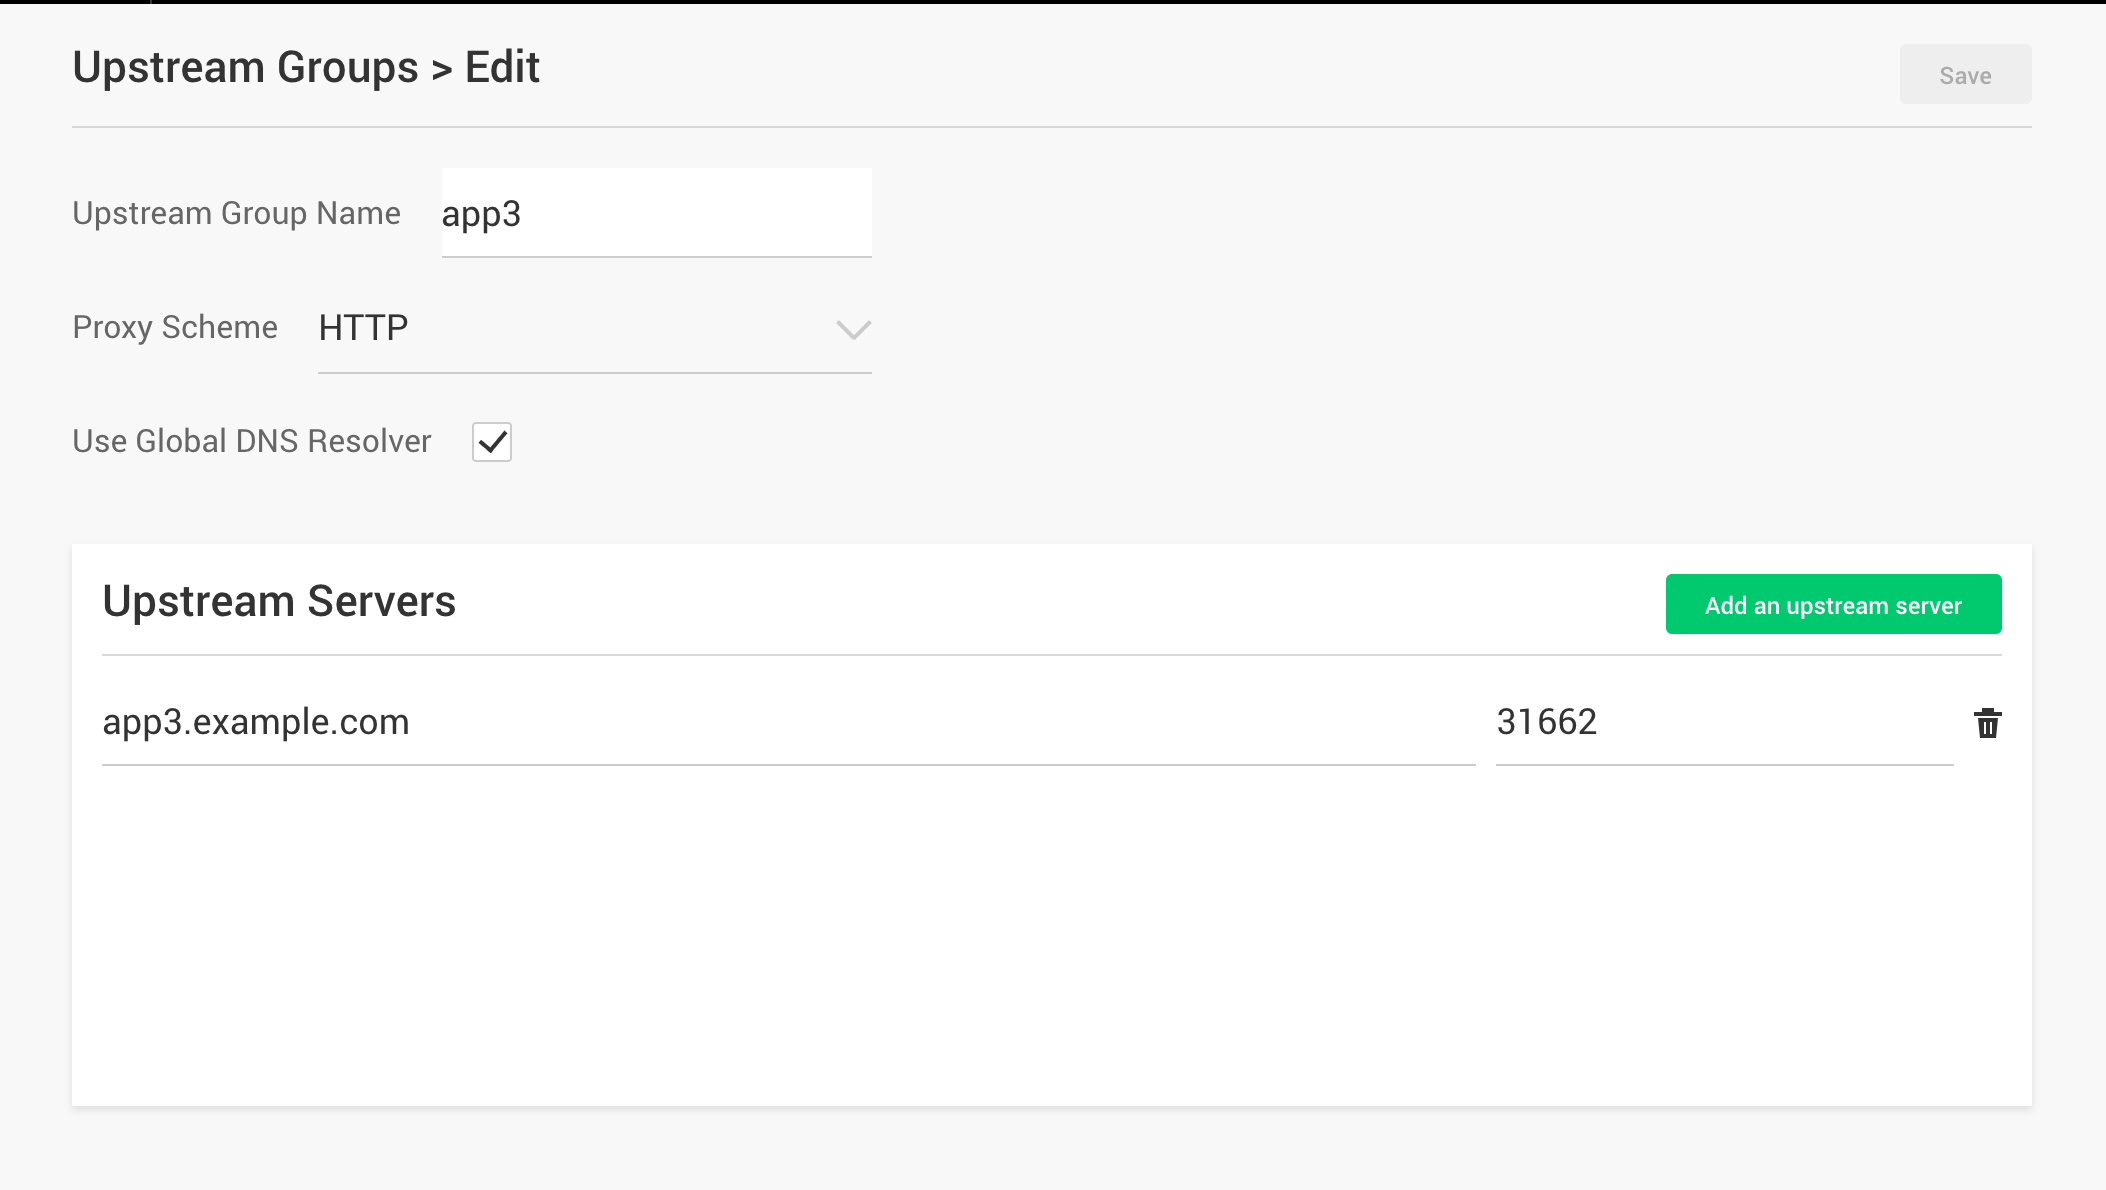 Upstream Groups > Edit
Save
Upstream Group Name app3
Proxy Scheme HTTP
Use Global DNS Resolver
Upstream Servers
Add an upstream server
app3.example.com 31662